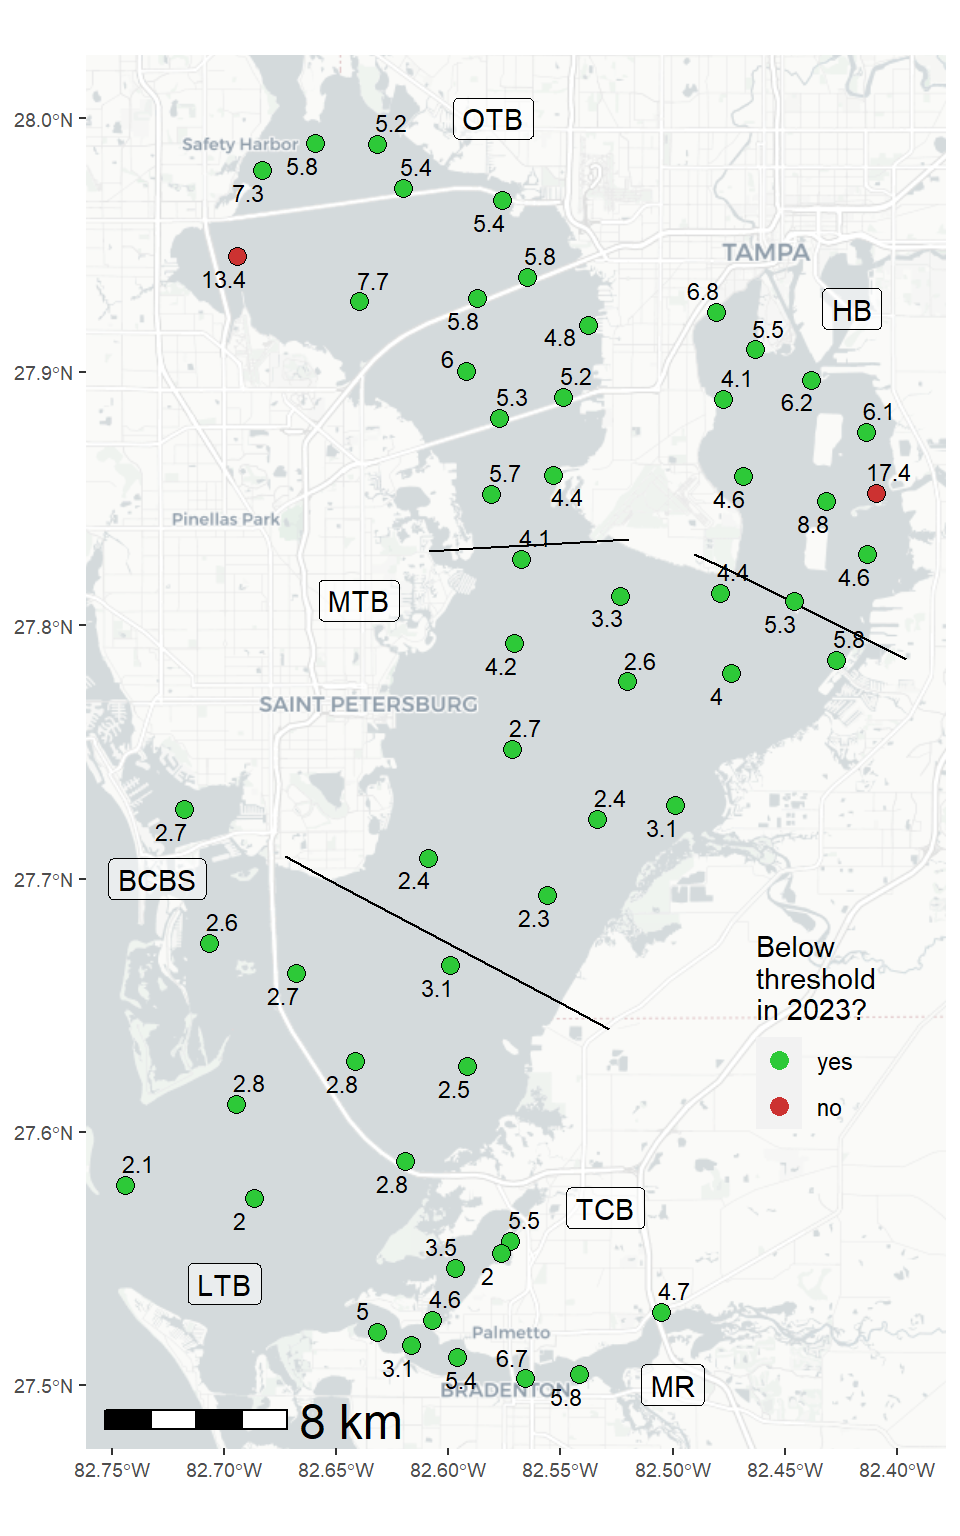 5.2
OTB
28.0°N
Safety Harbor
5.8
5.4
7.3
5.4
TAMPA
5.8
13.4
7.7
6.8
HB
5.8
4.8
5.5
6
27.9°N
5.2
4.1
5.3
6.2
6.1
5.7
4.4
17.4
4.6
8.8
Pinellas Park
4.1
4.4
4.6
MTB
3.3
27.8°N
5.3
5.8
4.2
2.6
4
SAINT PETERSBURG
2.7
2.4
3.1
2.7
BCBS
27.7°N
2.4
2.3
2.6
Below
threshold
in 2023?
2.7
3.1
yes
2.8
2.8
2.5
no
27.6°N
2.1
2.8
2
TCB
5.5
3.5
2
LTB
4.6
4.7
5
Palmetto
3.1
6.7
5.4
BRADENTON
5.8
MR
27.5°N
8 km
82.75°W
82.70°W
82.65°W
82.60°W
82.55°W
82.50°W
82.45°W
82.40°W